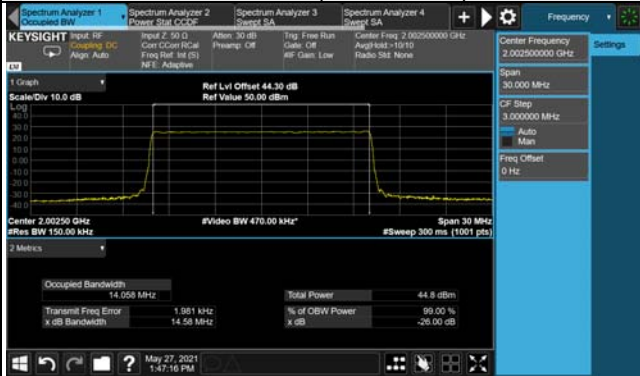 Spectrum Analyzer 1
Occupied BW
Spectrum Analyzer 2
Power Stat CCDF
Spectrum Analyzer 3
Swept SA
Spectrum Analyzer 4
Swept SA
Frequency
KEYSIGHT
Input: RF
Coupling: DC
Align: Auto
Input Z: 50 Ω
Corr CCorr RCal
Freq Ref: Int (S)
NFE: Adaptive
Atten: 30 dB
Preamp: Off
Trig: Free Run
Gate: Off
#IF Gain: Low
Center Freq: 2.002500000 GHz
Avg|Hold:>10/10
Radio Std: None
Center Frequency
2.002500000 GHz
Settings
Span
30.000 MHz
CF Step
3.000000 MHz
Auto
Man
Freq Offset
0 Hz
1 Graph
Scale/Div 10.0 dB
Ref Lvl Offset 44.30 dB
Ref Value 50.00 dBm
Log
40.0
30.0
20.0
10.0
0.00
-10.0
-20.0
-30.0
-40.0
Center 2.00250 GHz
#Res BW 150.00 kHz
#Video BW 470.00 kHz*
Span 30 MHz
#Sweep 300 ms (1001 pts)
2 Metrics
Occupied Bandwidth
14.058 MHz
Total Power 44.8 dBm
Transmit Freq Error 1.981 kHz
% of OBW Power 99.00 %
x dB Bandwidth 14.58 MHz
x dB -26.00 dB
May 27, 2021
1:47:16 PM